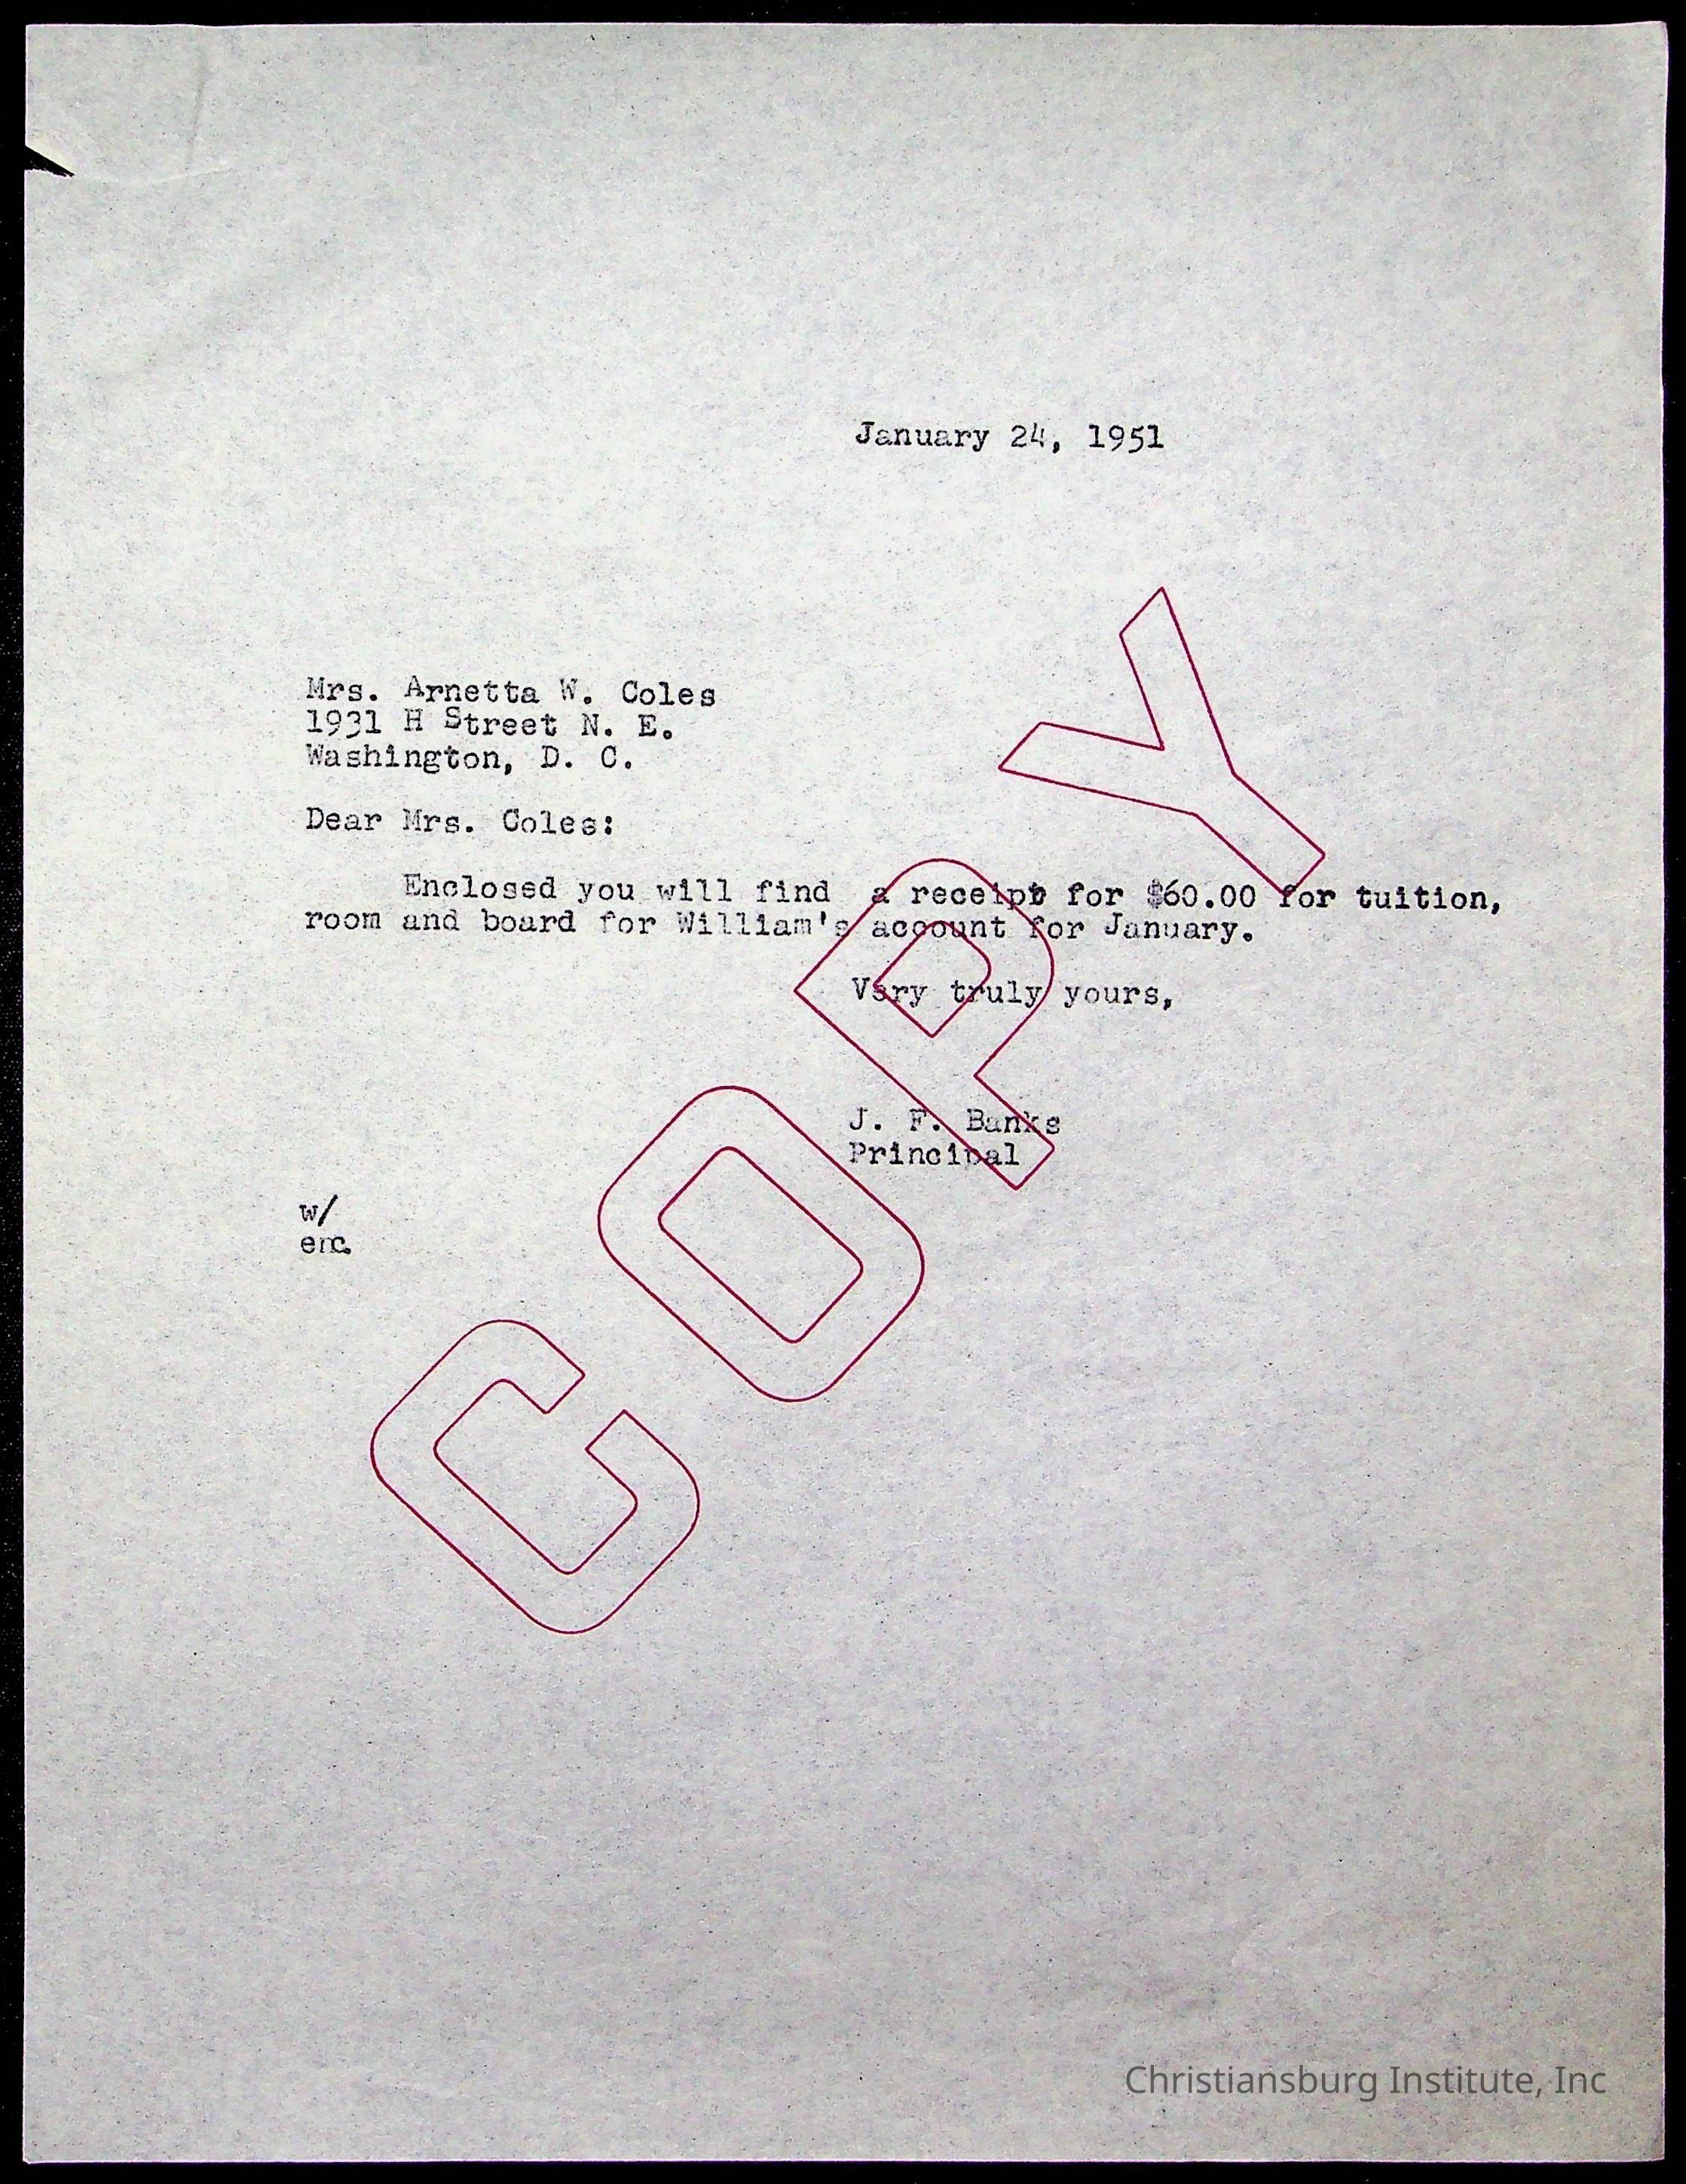 January 24, 1951
Mrs. Arnetta W. Coles
1931 H Street N. E.
Washington, D. C.
Dear Mrs. Coles:
Enclosed you will find a receipt for $60.00 for tuition,
room and board for William's account for January.
Very truly yours,
J. F. Banks
Principal
w/
enc.
COPY
Christiansburg Institute, Inc